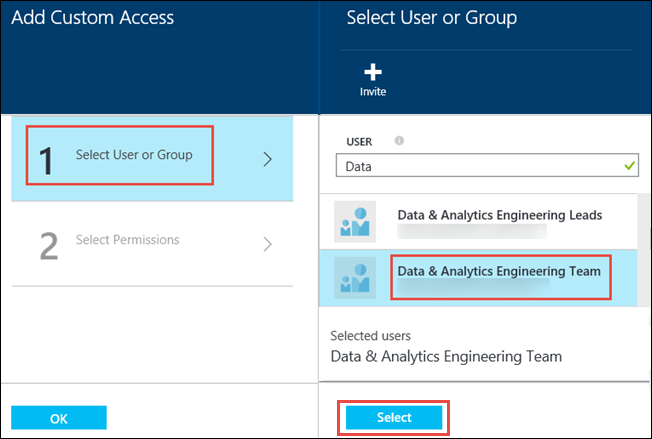 Add Custom Access
1
Select User or Group
2
Select Permissions
OK
Select User or Group
Invite
USER
Data
Data & Analytics Engineering Leads
Data & Analytics Engineering Team
Selected users
Data & Analytics Engineering Team
Select